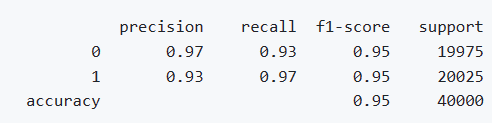 precision recall f1-score support
0 0.97 0.93 0.95 19975
1 0.93 0.97 0.95 20025
accuracy 0.95 40000